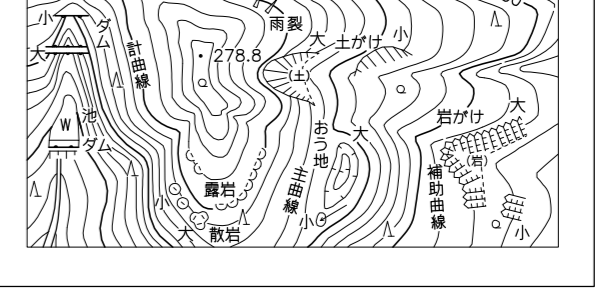 小
ダム
雨裂
大
計曲線
・278.8
大
(土)
土がけ
小
W
池
ダム
おう地
大
岩がけ
大
(岩)
露岩
主曲線
補助曲線
小
大
散岩
小
小